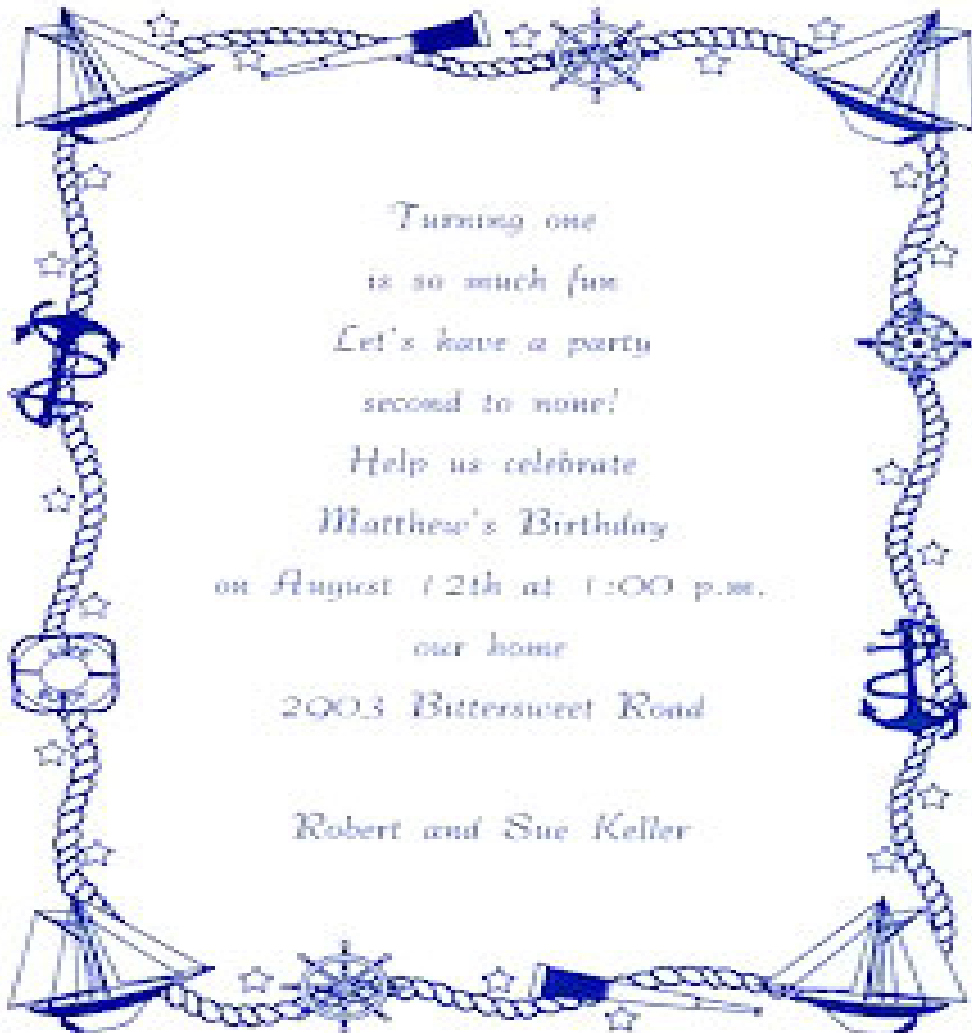 Turning one
is so much fun
Let's have a party
second to none!
Help us celebrate
Matthew's Birthday
on August 12th at 1:00 p.m.
our home
2003 Bittersweet Road
Robert and Sue Keller